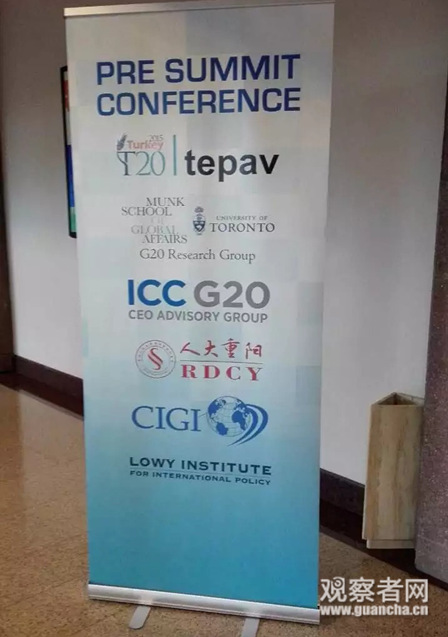 PRE SUMMIT
CONFERENCE
2015
Turkey
T20
tepav
MUNK
SCHOOL
OF
GLOBAL
AFFAIRS
UNIVERSITY OF
TORONTO
G20 Research Group
ICC G20
CEO ADVISORY GROUP
人大重阳
RDCY
CIGI
LOWY INSTITUTE
FOR INTERNATIONAL POLICY
观察者网
www.guancha.cn